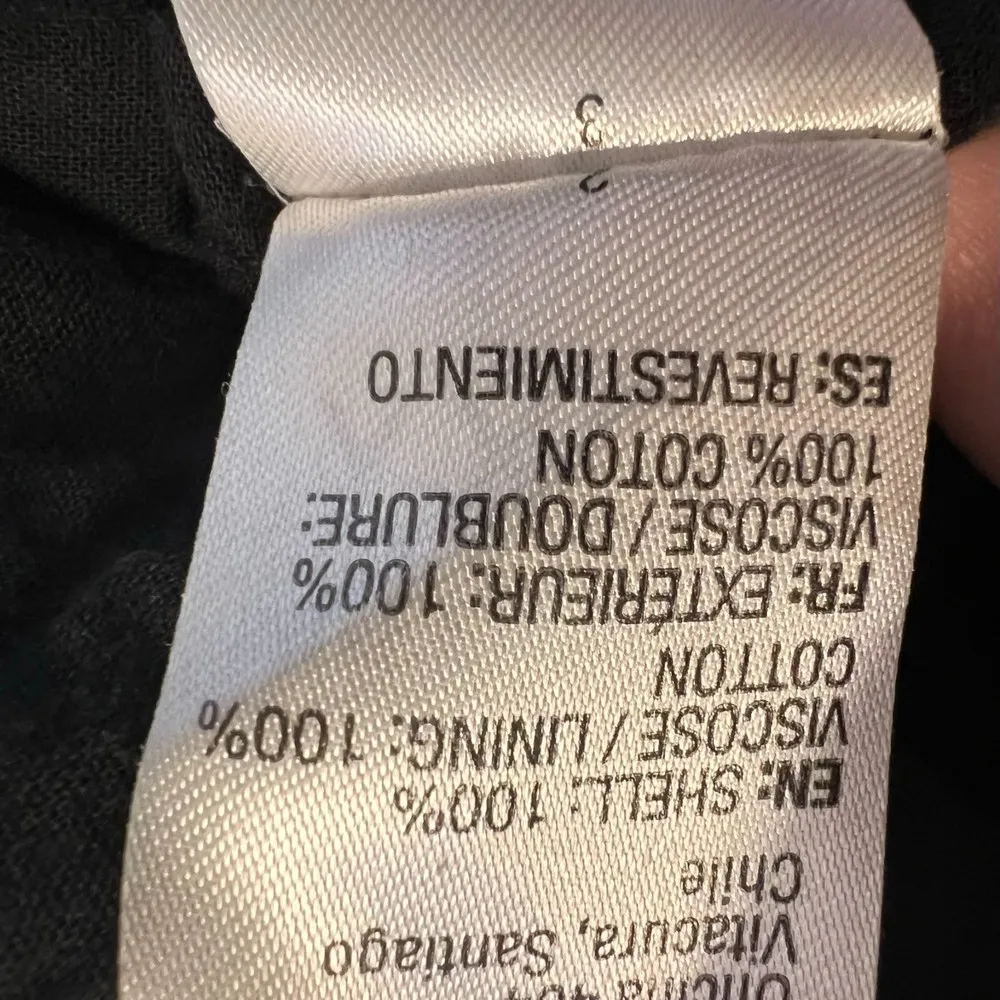 Vitacura, Santiago
Chile
EN: SHELL: 100%
VISCOSE / LINING: 100%
COTTON
FR: EXTÉRIEUR: 100%
VISCOSE / DOUBLURE:
100% COTON
ES: REVESTIMIENTO